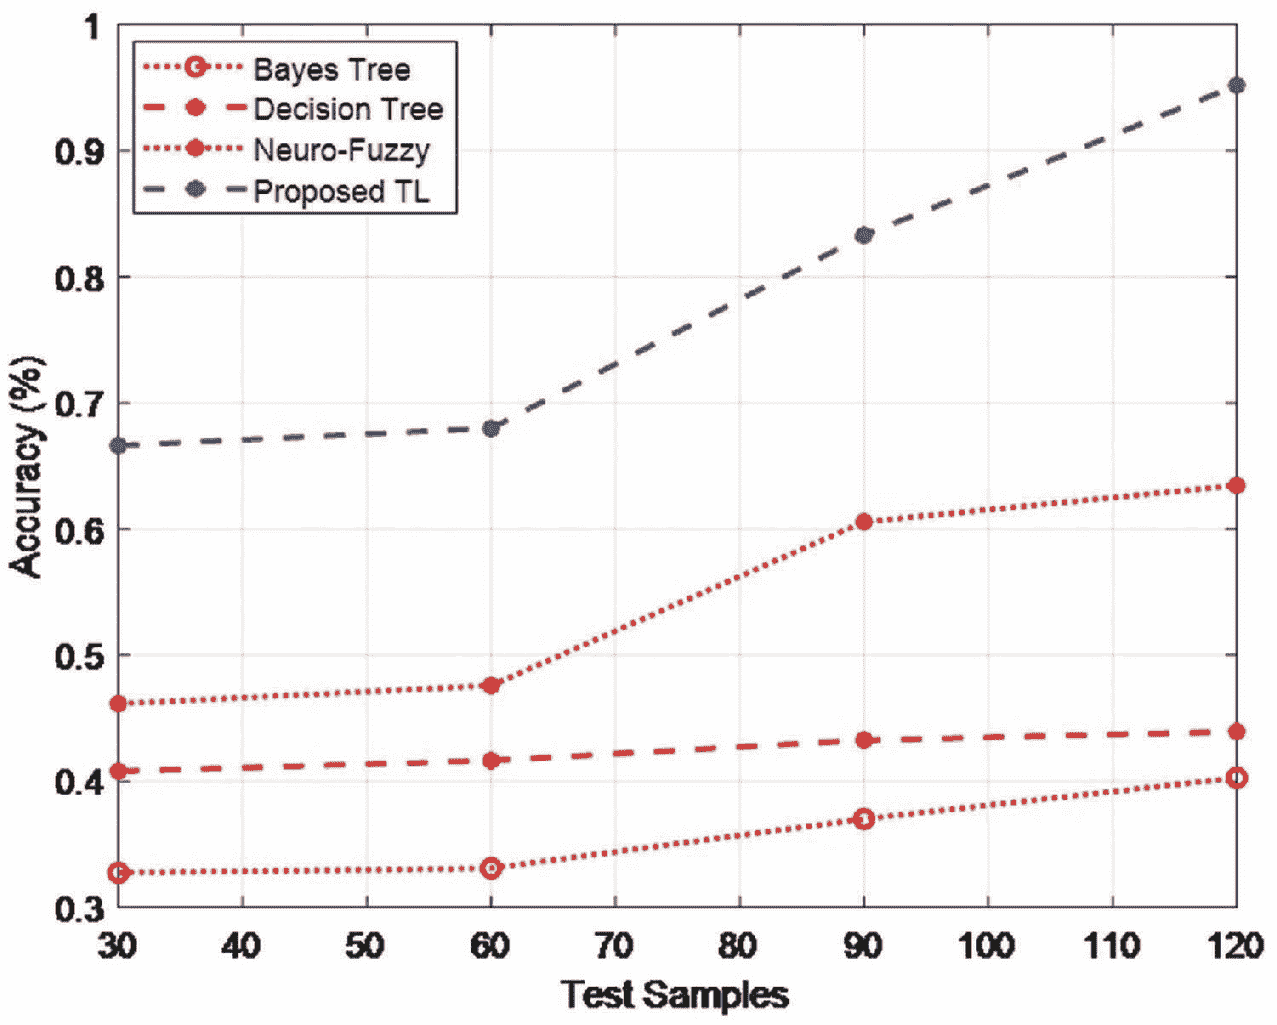 1
0.9
0.8
0.7
0.6
0.5
0.4
0.3
Accuracy (%)
Bayes Tree
Decision Tree
Neuro-Fuzzy
Proposed TL
30 40 50 60 70 80 90 100 110 120
Test Samples